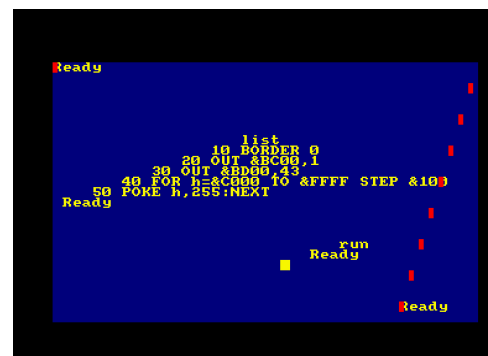 Ready
list
10 BORDER 0
20 OUT &BC00,1
30 OUT &BD00,43
40 FOR h=&C000 TO &FFFF STEP &100
50 POKE h,255:NEXT
Ready
run
Ready
Ready